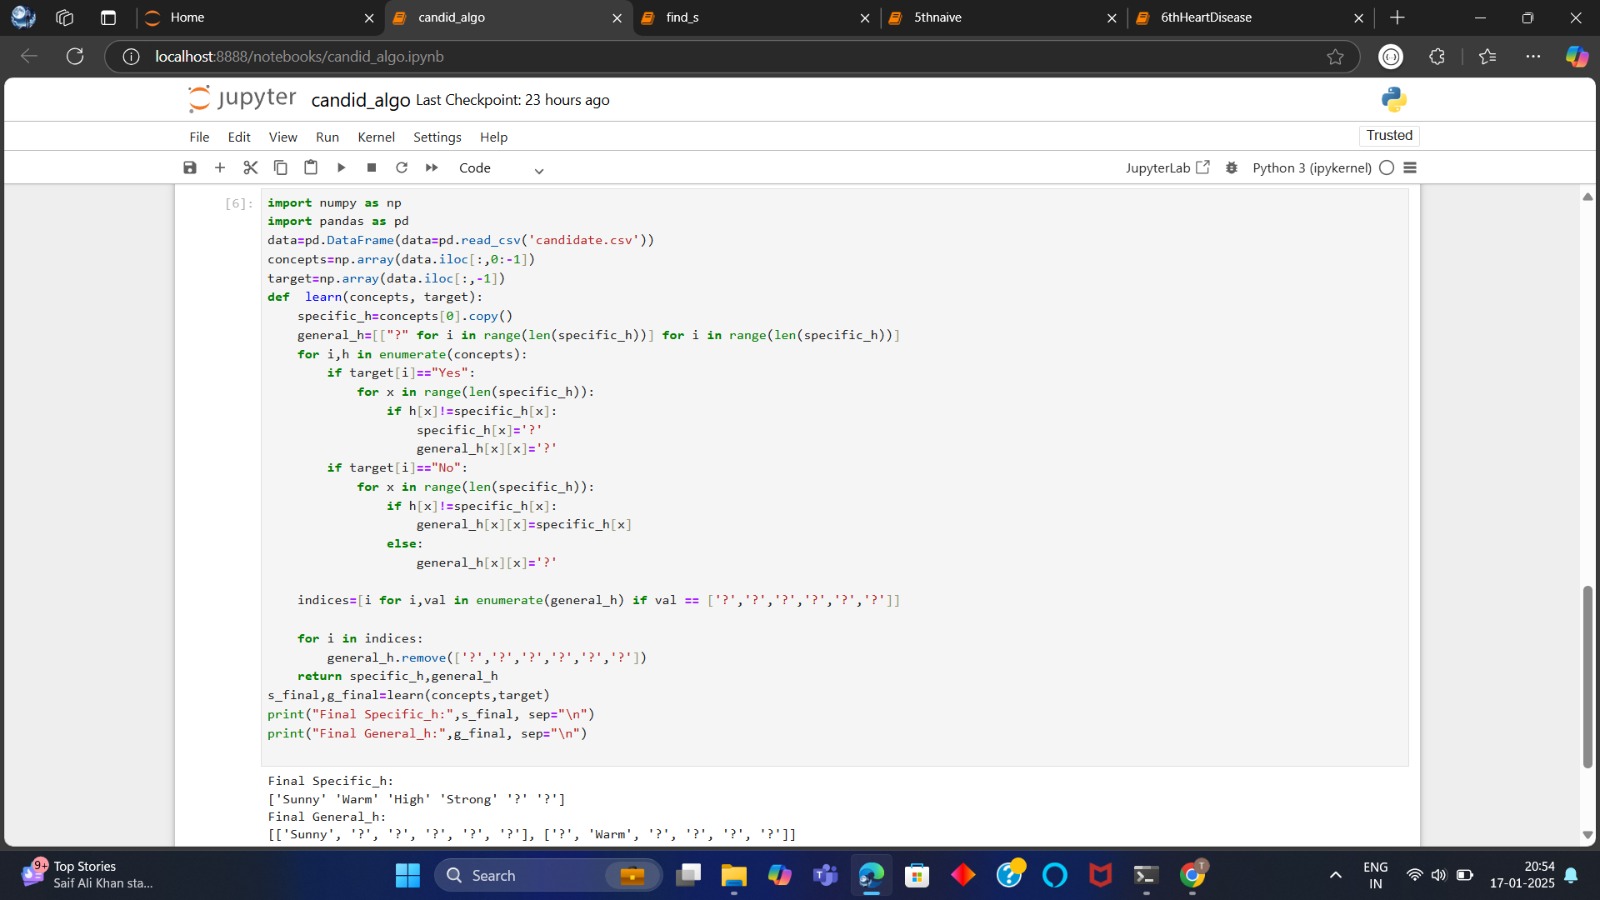 Home
candid_algo
find_s
5thnaive
6thHeartDisease
localhost:8888/notebooks/candid_algo.ipynb
jupyter candid_algo Last Checkpoint: 23 hours ago
File Edit View Run Kernel Settings Help
Trusted
Code
JupyterLab
Python 3 (ipykernel)
[6]:
import numpy as np
import pandas as pd
data=pd.DataFrame(data=pd.read_csv('candidate.csv'))
concepts=np.array(data.iloc[:,0:-1])
target=np.array(data.iloc[:,-1])
def  learn(concepts, target):
    specific_h=concepts[0].copy()
    general_h=[["?" for i in range(len(specific_h))] for i in range(len(specific_h))]
    for i,h in enumerate(concepts):
        if target[i]=="Yes":
            for x in range(len(specific_h)):
                if h[x]!=specific_h[x]:
                    specific_h[x]='?'
                    general_h[x][x]='?'
        if target[i]=="No":
            for x in range(len(specific_h)):
                if h[x]!=specific_h[x]:
                    general_h[x][x]=specific_h[x]
                else:
                    general_h[x][x]='?'
    indices=[i for i,val in enumerate(general_h) if val == ['?','?','?','?','?','?']]
    for i in indices:
        general_h.remove(['?','?','?','?','?','?'])
    return specific_h,general_h
s_final,g_final=learn(concepts,target)
print("Final Specific_h:",s_final, sep="\n")
print("Final General_h:",g_final, sep="\n")
Final Specific_h:
['Sunny' 'Warm' 'High' 'Strong' '?' '?']
Final General_h:
[['Sunny', '?', '?', '?', '?', '?'], ['?', 'Warm', '?', '?', '?', '?']]
9+
Top Stories
Saif Ali Khan sta...
Search
T
ENG
IN
20:54
17-01-2025